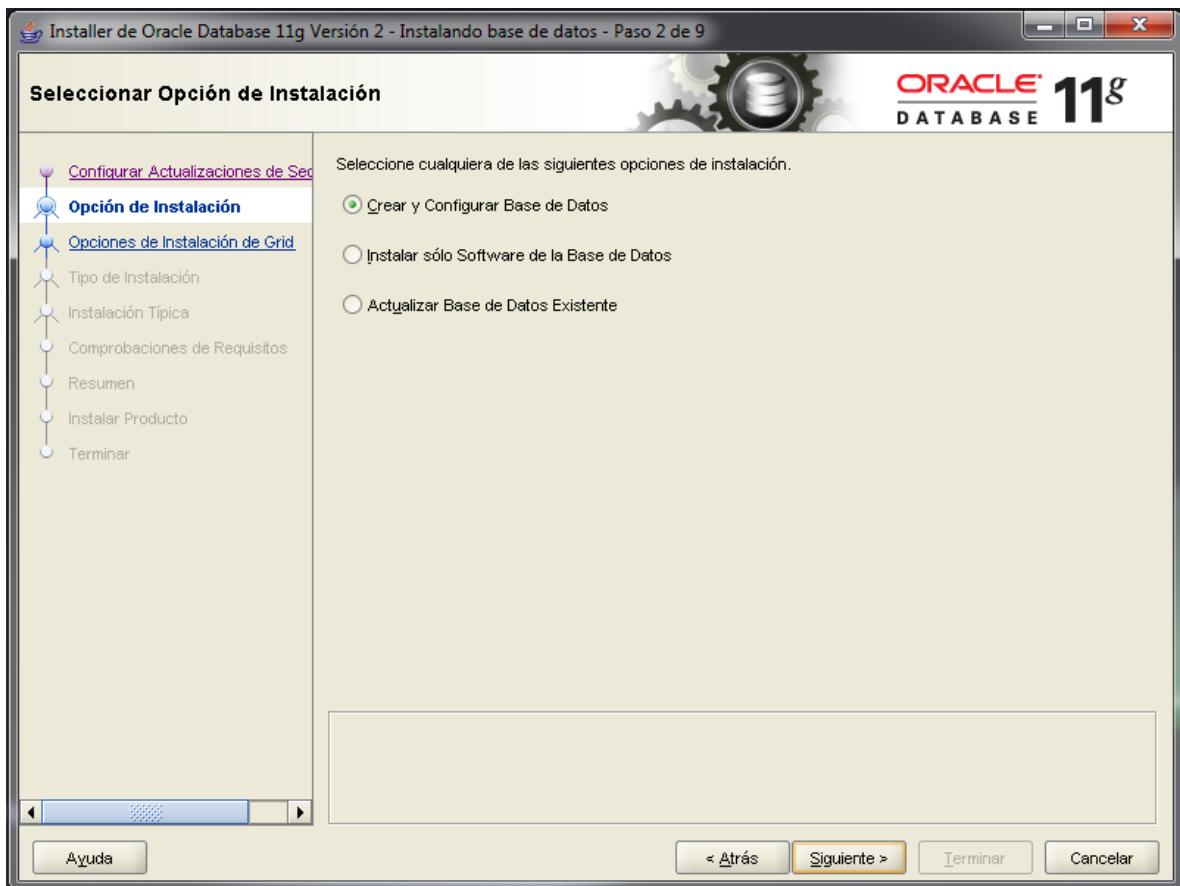 Installer de Oracle Database 11g Versión 2 - Instalando base de datos - Paso 2 de 9
Seleccionar Opción de Instalación
ORACLE
DATABASE
11g
Configurar Actualizaciones de Sec
Opción de Instalación
Opciones de Instalación de Grid
Tipo de Instalación
Instalación Típica
Comprobaciones de Requisitos
Resumen
Instalar Producto
Terminar
Seleccione cualquiera de las siguientes opciones de instalación.
Crear y Configurar Base de Datos
Instalar sólo Software de la Base de Datos
Actualizar Base de Datos Existente
Ayuda
< Atrás
Siguiente >
Terminar
Cancelar